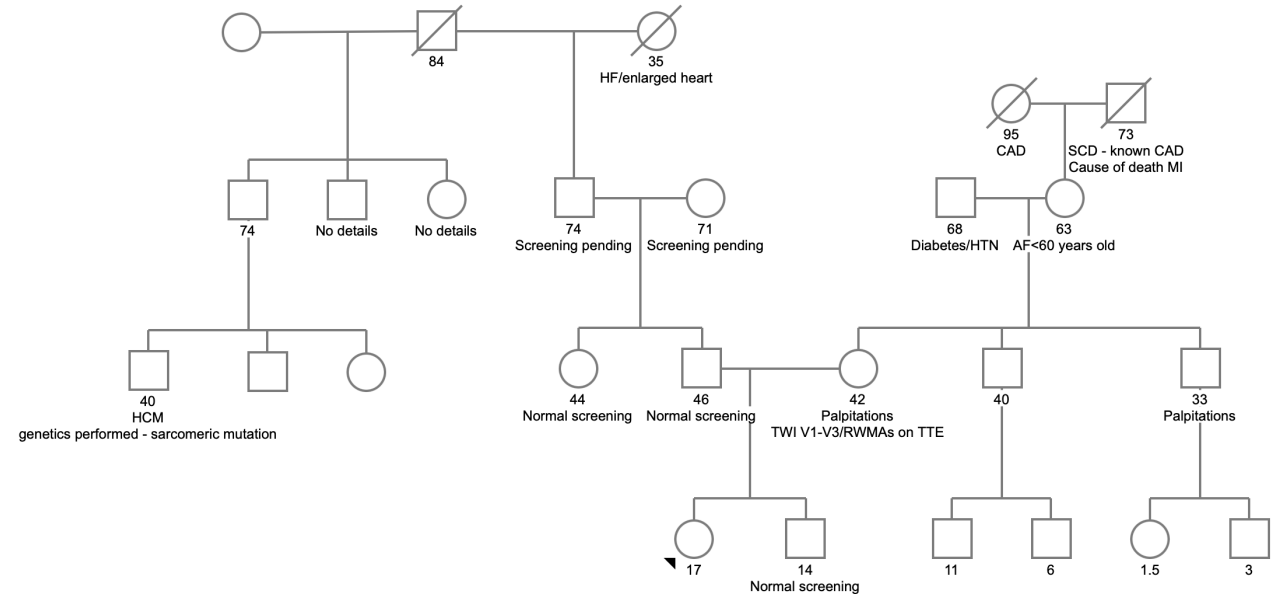 84
35
HF/enlarged heart
95
CAD
73
SCD - known CAD
Cause of death MI
74
No details
No details
74
Screening pending
71
Screening pending
68
Diabetes/HTN
63
AF<60 years old
40
HCM
genetics performed - sarcomeric mutation
44
Normal screening
46
Normal screening
42
Palpitations
TWI V1-V3/RWMAs on TTE
40
33
Palpitations
17
14
Normal screening
11
6
1.5
3